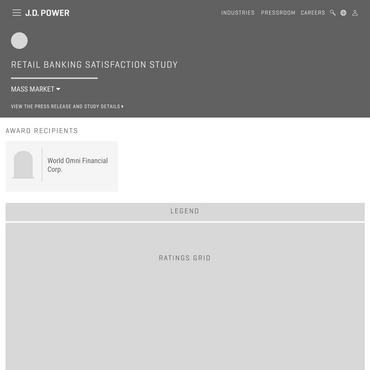 J.D. POWER
INDUSTRIES PRESSROOM CAREERS
RETAIL BANKING SATISFACTION STUDY
MASS MARKET
VIEW THE PRESS RELEASE AND STUDY DETAILS
AWARD RECIPIENTS
World Omni Financial
Corp.
LEGEND
RATINGS GRID